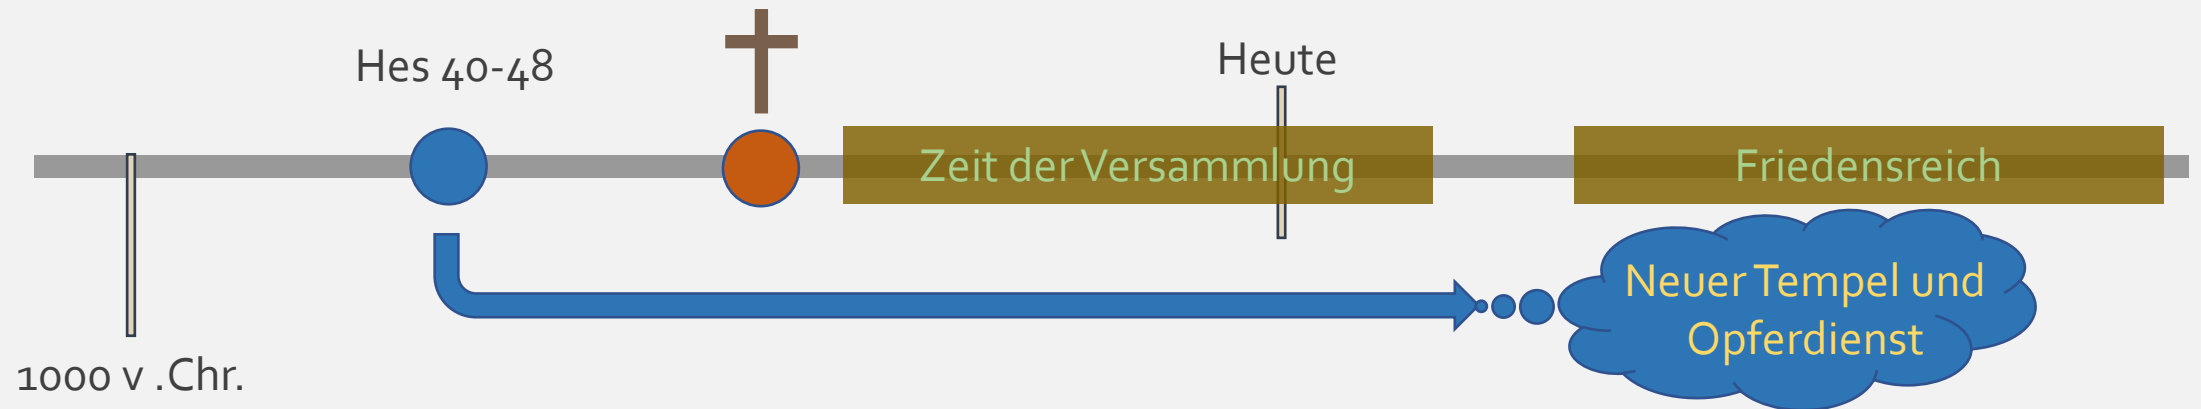 Hes 40-48
Heute
Zeit der Versammlung
Friedensreich
Neuer Tempel und
Opferdienst
1000 v .Chr.